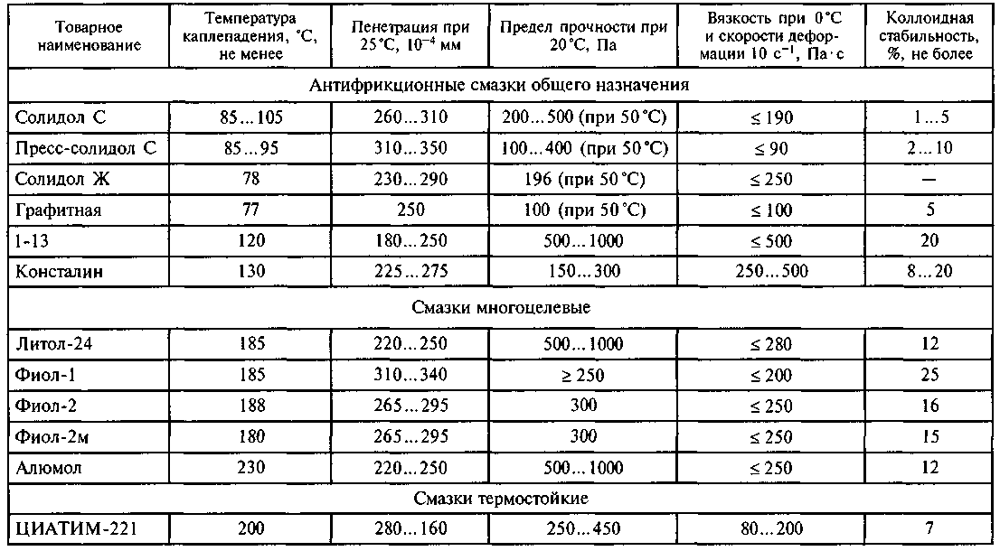 Товарное наименование | Температура каплепадения, °С, не менее | Пенетрация при 25°С, 10⁻⁴ мм | Предел прочности при 20°С, Па | Вязкость при 0°С и скорости дефор-мации 10 с⁻¹, Па·с | Коллоидная стабильность, %, не более
Антифрикционные смазки общего назначения
Солидол С | 85...105 | 260...310 | 200...500 (при 50°С) | ≤ 190 | 1...5
Пресс-солидол С | 85...95 | 310...350 | 100...400 (при 50°С) | ≤ 90 | 2...10
Солидол Ж | 78 | 230...290 | 196 (при 50°С) | ≤ 250 | —
Графитная | 77 | 250 | 100 (при 50°С) | ≤ 100 | 5
1-13 | 120 | 180...250 | 500...1000 | ≤ 500 | 20
Консталин | 130 | 225...275 | 150...300 | 250...500 | 8...20
Смазки многоцелевые
Литол-24 | 185 | 220...250 | 500...1000 | ≤ 280 | 12
Фиол-1 | 185 | 310...340 | ≥ 250 | ≤ 200 | 25
Фиол-2 | 188 | 265...295 | 300 | ≤ 250 | 16
Фиол-2м | 180 | 265...295 | 300 | ≤ 250 | 15
Алюмол | 230 | 220...250 | 500...1000 | ≤ 250 | 12
Смазки термостойкие
ЦИАТИМ-221 | 200 | 280...160 | 250...450 | 80...200 | 7